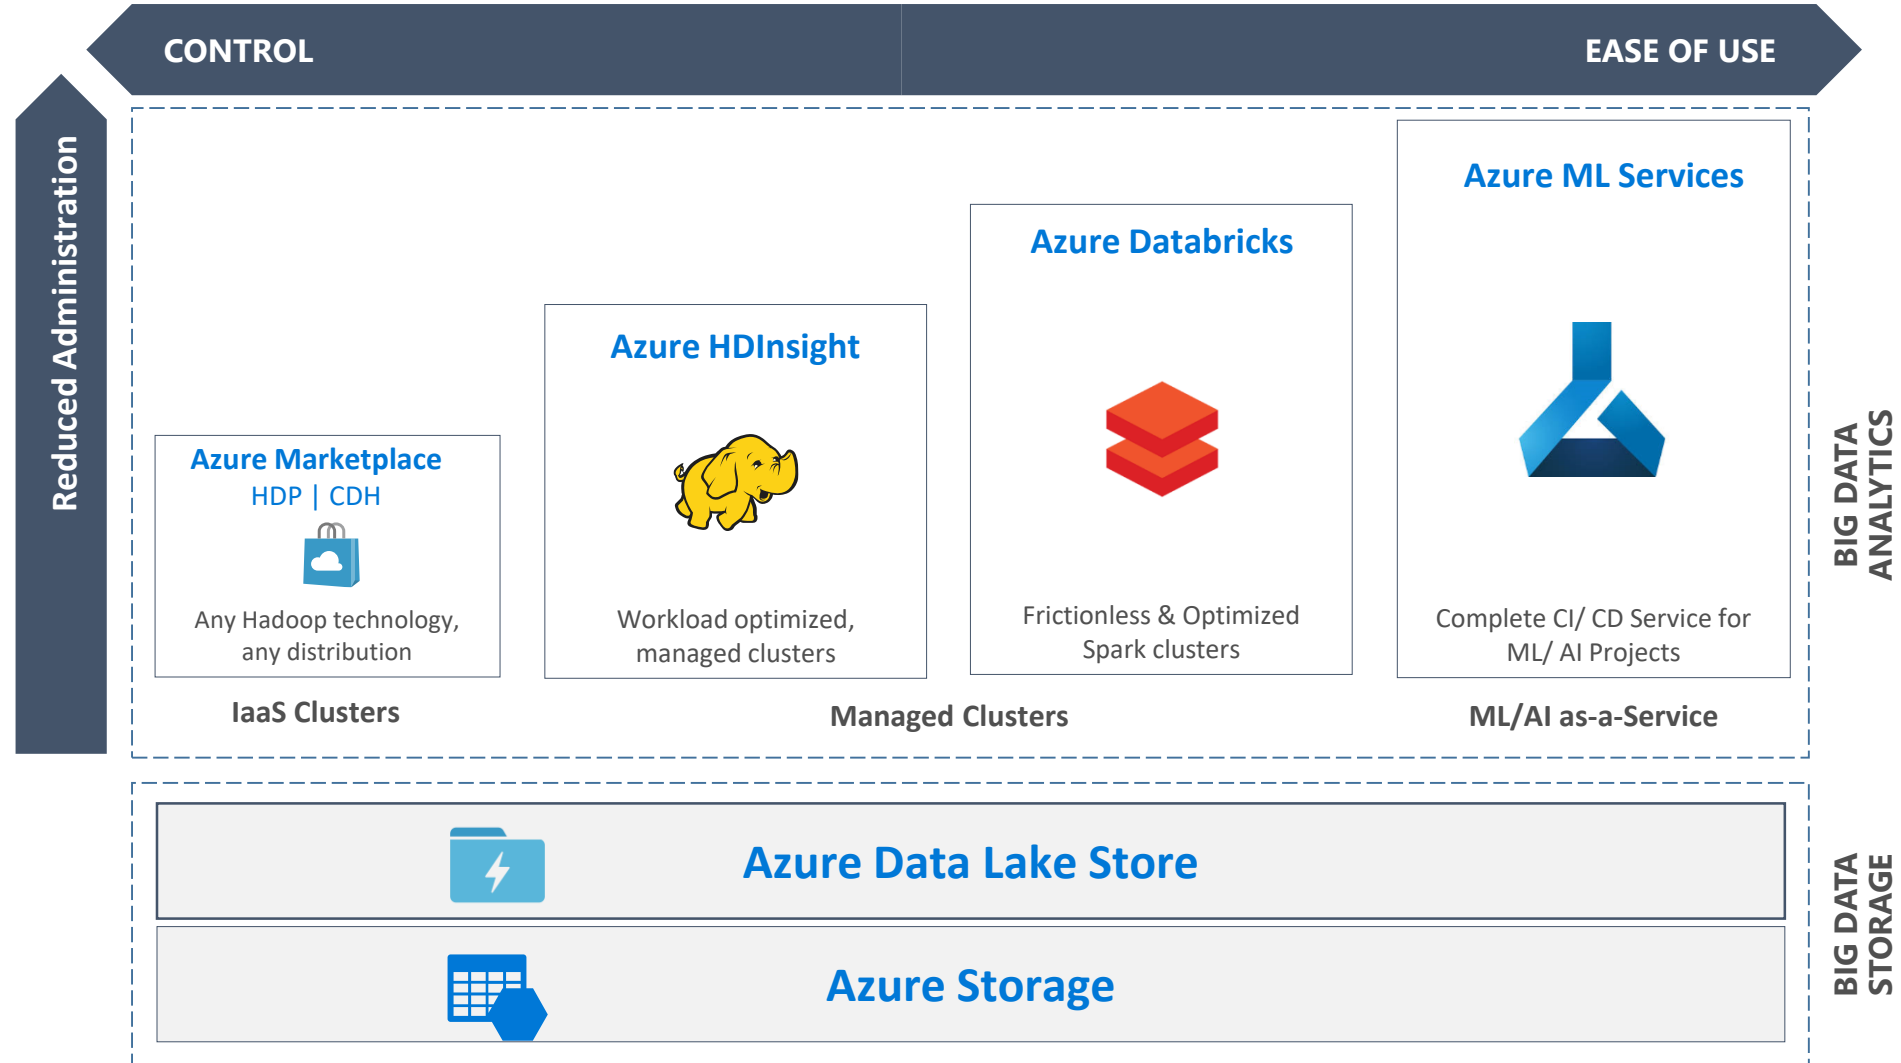 CONTROL
EASE OF USE
Reduced Administration
Azure Marketplace
HDP | CDH
Any Hadoop technology,
any distribution
IaaS Clusters
Azure HDInsight
Workload optimized,
managed clusters
Azure Databricks
Frictionless & Optimized
Spark clusters
Managed Clusters
Azure ML Services
Complete CI/ CD Service for
ML/ AI Projects
ML/AI as-a-Service
BIG DATA
ANALYTICS
Azure Data Lake Store
Azure Storage
BIG DATA
STORAGE